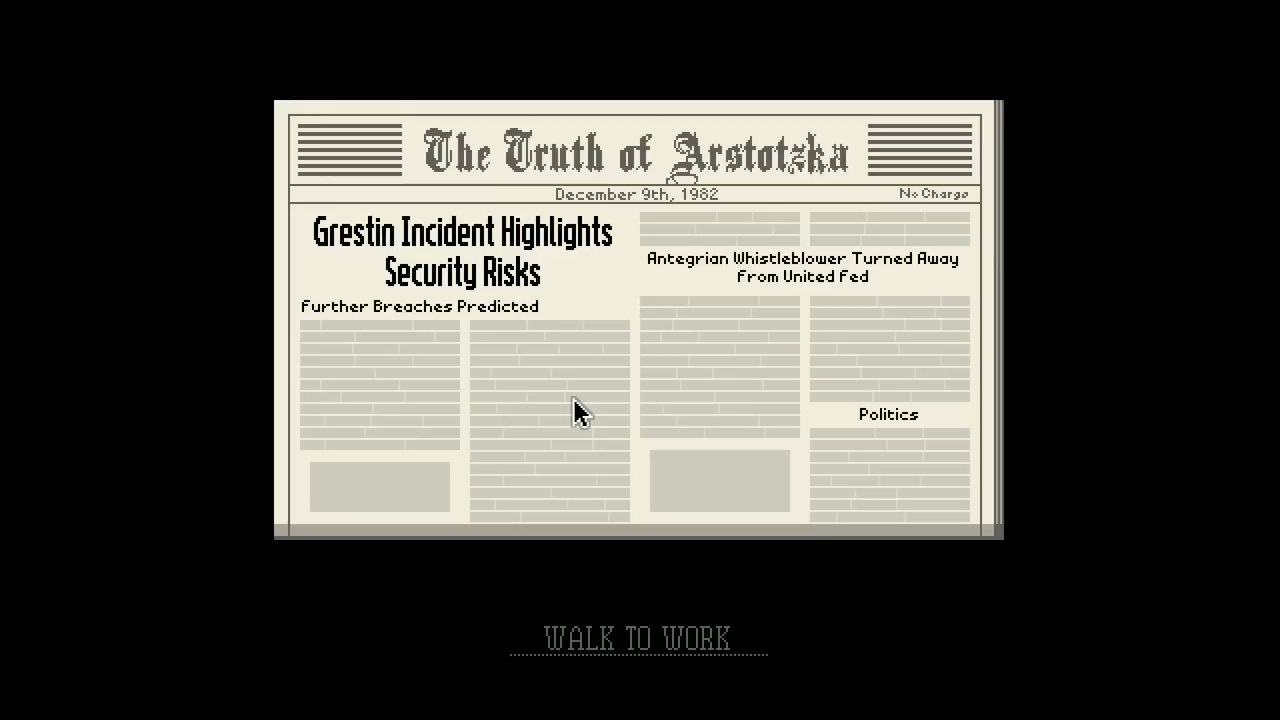 The Truth of Arstotzka
December 9th, 1982
No Charge
Grestin Incident Highlights
Security Risks
Further Breaches Predicted
Antegrian Whistleblower Turned Away
From United Fed
Politics
WALK TO WORK